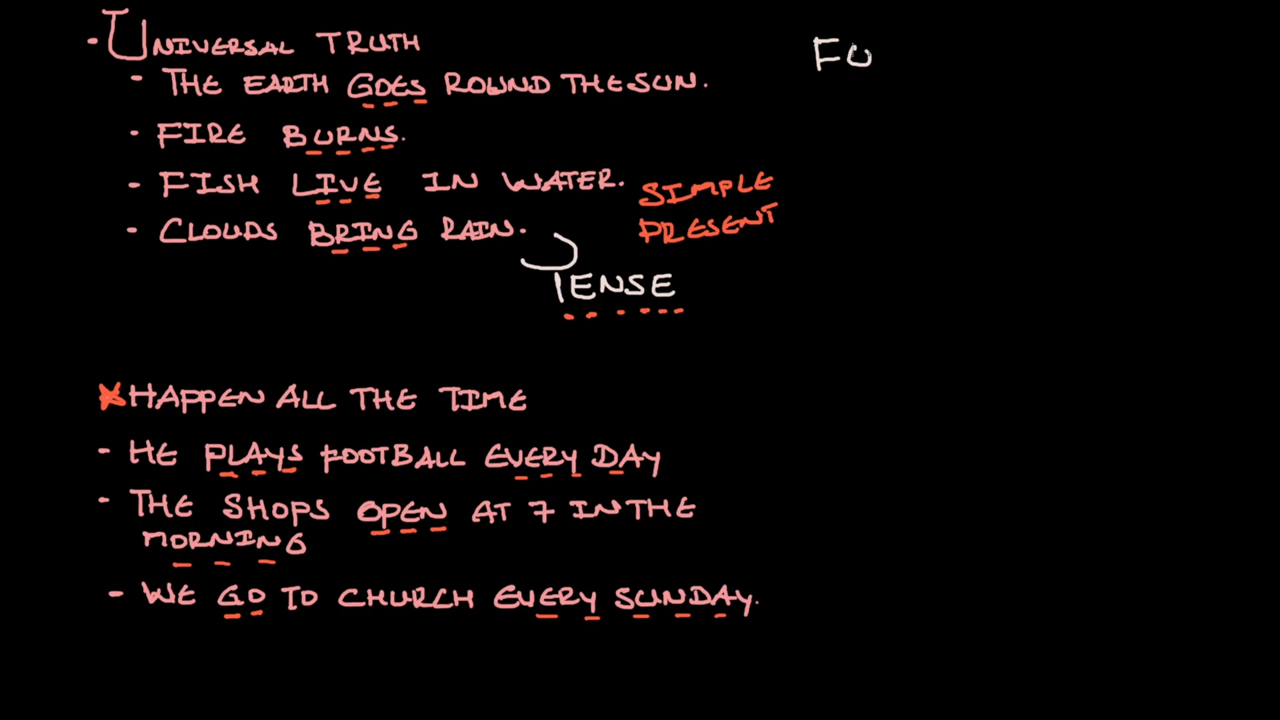 · UNIVERSAL TRUTH
· THE EARTH GOES ROUND THE SUN.
· FIRE BURNS.
· FISH LIVE IN WATER.
· CLOUDS BRING RAIN.
SIMPLE
PRESENT
TENSE
FO
* HAPPEN ALL THE TIME
- HE PLAYS FOOTBALL EVERY DAY
- THE SHOPS OPEN AT 7 IN THE
MORNING
- WE GO TO CHURCH EVERY SUNDAY.